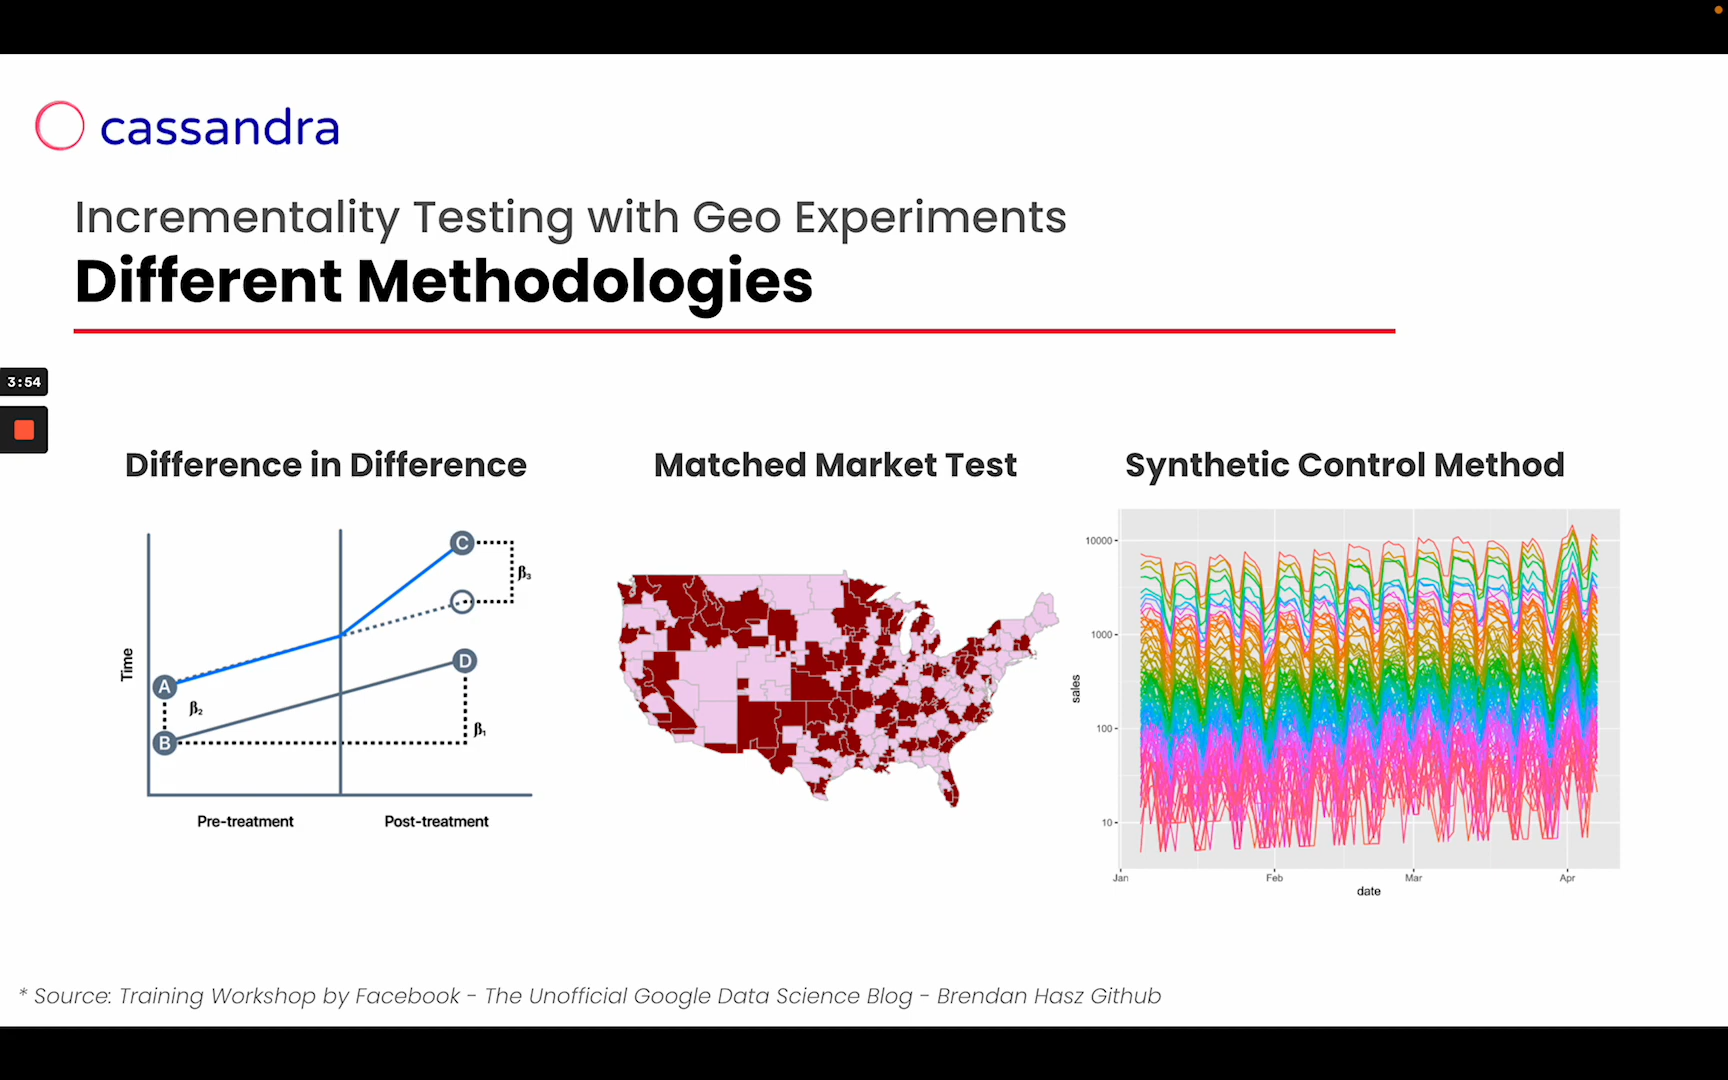 cassandra
Incrementality Testing with Geo Experiments
Different Methodologies
3:54
Difference in Difference
Matched Market Test
Synthetic Control Method
Time
A
B
C
D
β₂
β₃
β₁
Pre-treatment
Post-treatment
sales
10000
1000
100
10
Jan
Feb
Mar
Apr
date
* Source: Training Workshop by Facebook - The Unofficial Google Data Science Blog - Brendan Hasz Github